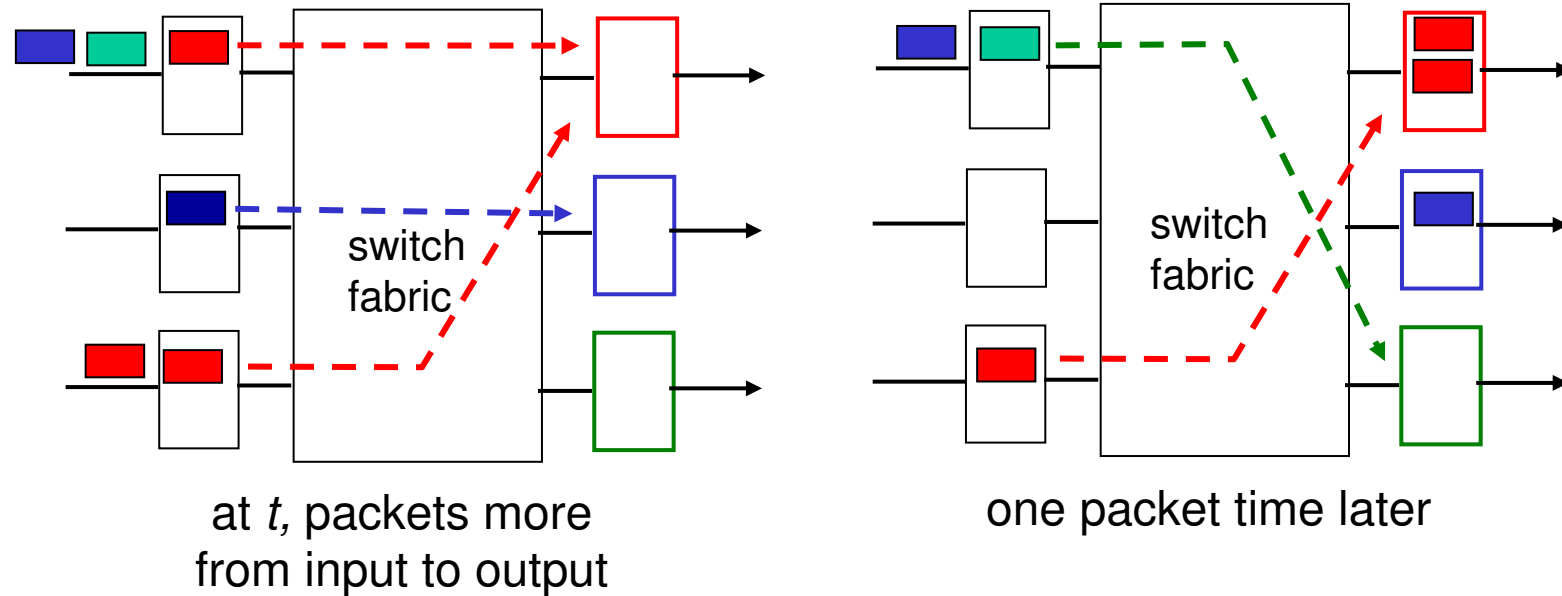 switch
fabric
at t, packets more
from input to output
switch
fabric
one packet time later